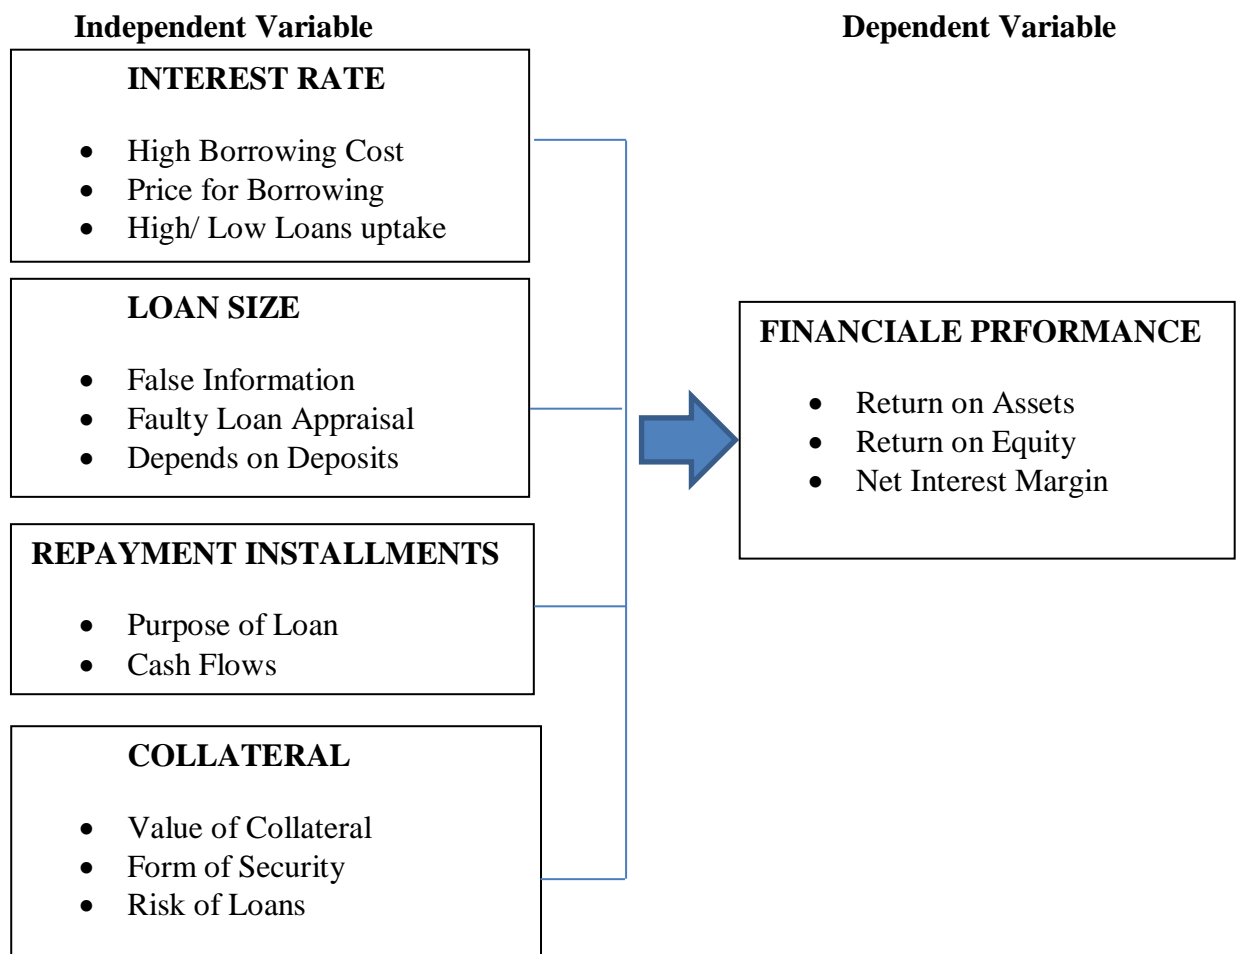 Independent Variable
Dependent Variable
INTEREST RATE
• High Borrowing Cost
• Price for Borrowing
• High/ Low Loans uptake
LOAN SIZE
• False Information
• Faulty Loan Appraisal
• Depends on Deposits
REPAYMENT INSTALLMENTS
• Purpose of Loan
• Cash Flows
COLLATERAL
• Value of Collateral
• Form of Security
• Risk of Loans
FINANCIALE PRFORMANCE
• Return on Assets
• Return on Equity
• Net Interest Margin